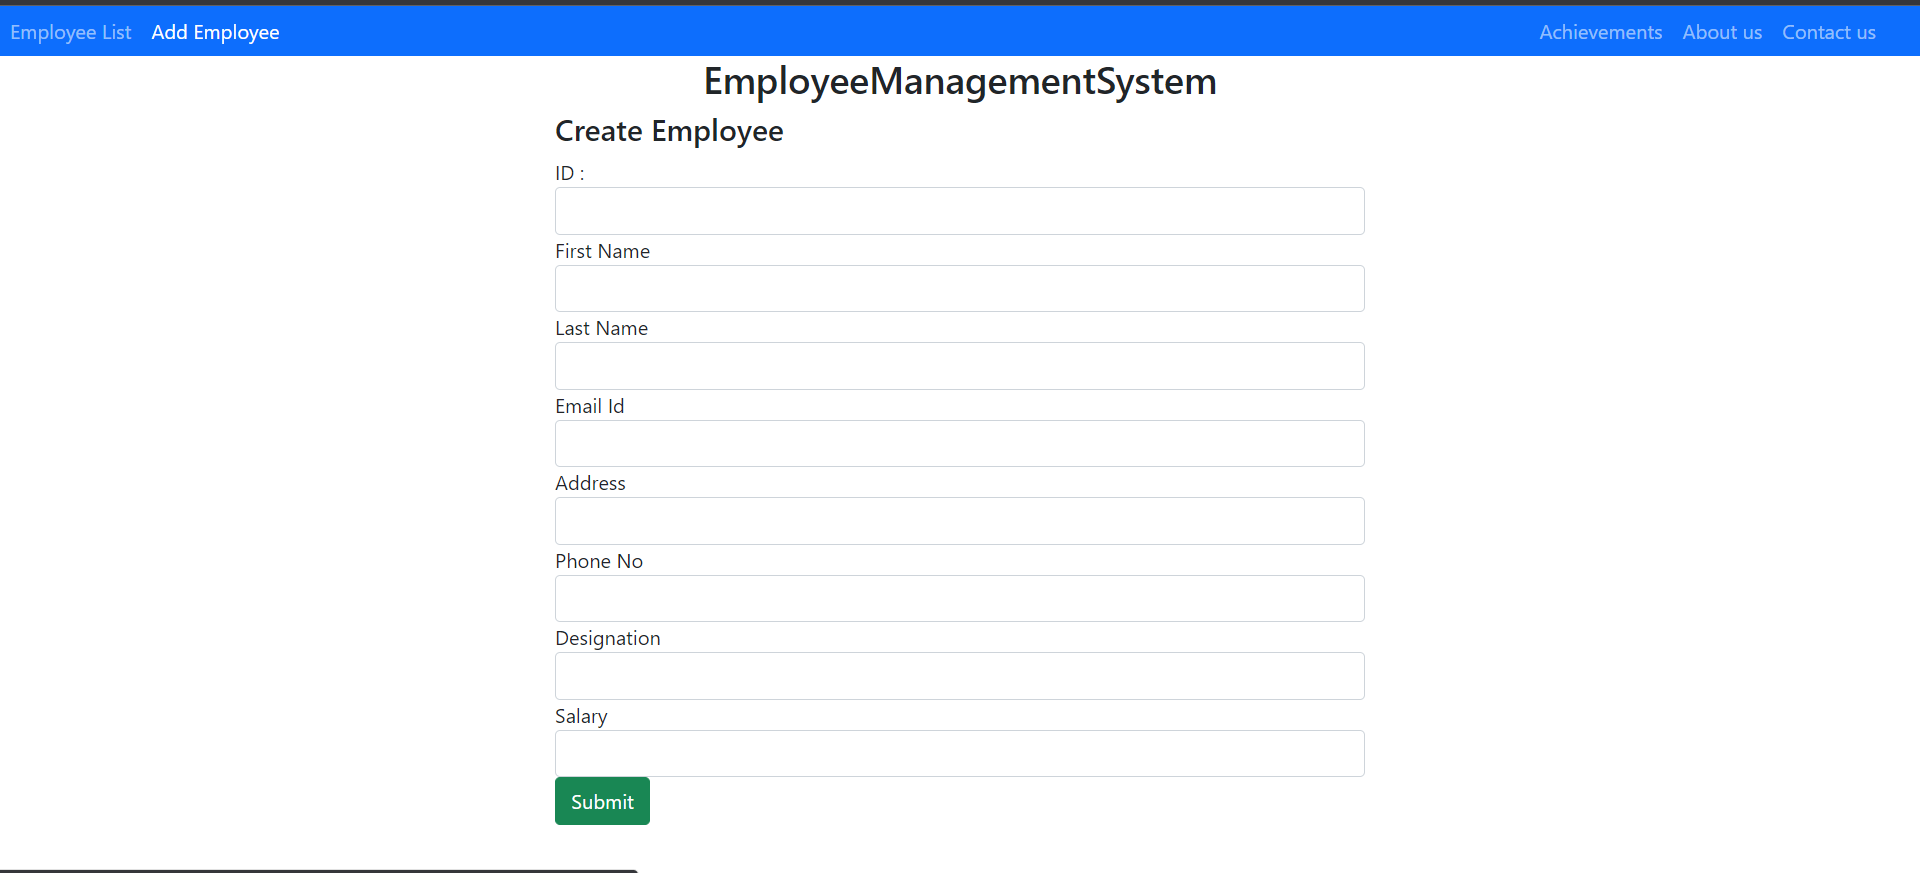 Employee List Add Employee Achievements About us Contact us
EmployeeManagementSystem
Create Employee
ID :
First Name
Last Name
Email Id
Address
Phone No
Designation
Salary
Submit